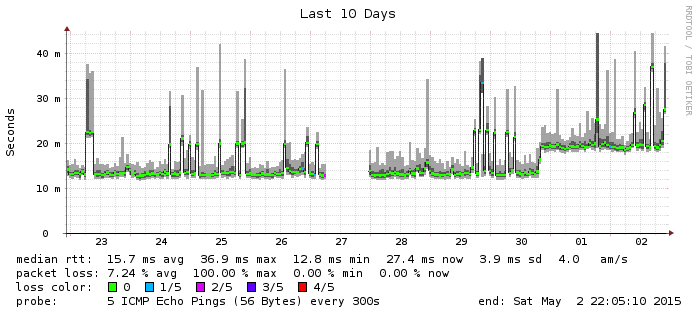 Last 10 Days
RRDTOOL / TOBI OETIKER
Seconds
40 m
30 m
20 m
10 m
0
23 24 25 26 27 28 29 30 01 02
median rtt: 15.7 ms avg 36.9 ms max 12.8 ms min 27.4 ms now 3.9 ms sd 4.0 am/s
packet loss: 7.24 % avg 100.00 % max 0.00 % min 0.00 % now
loss color: 0 1/5 2/5 3/5 4/5
probe: 5 ICMP Echo Pings (56 Bytes) every 300s end: Sat May 2 22:05:10 2015